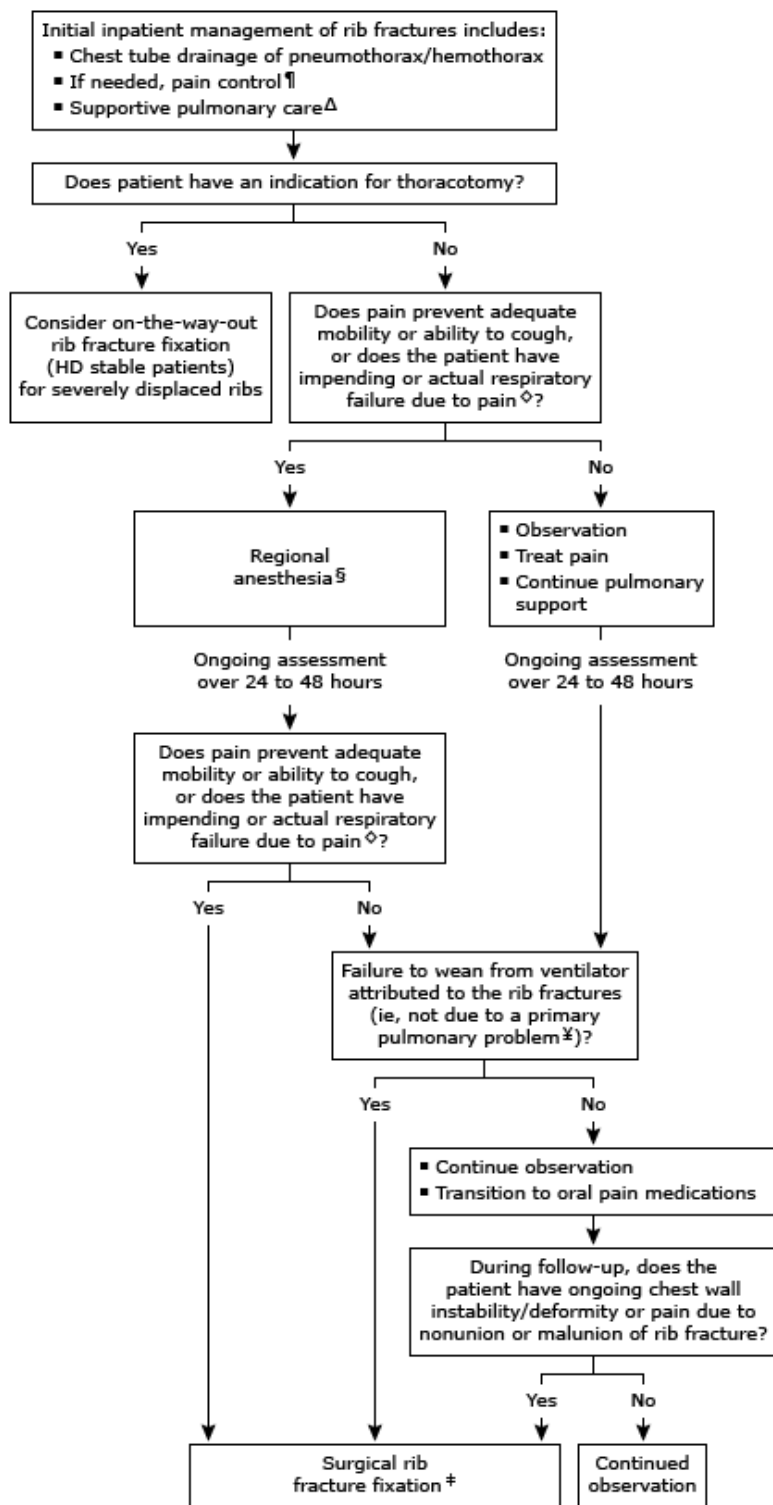 Initial inpatient management of rib fractures includes:
▪ Chest tube drainage of pneumothorax/hemothorax
▪ If needed, pain control¶
▪ Supportive pulmonary careΔ
Does patient have an indication for thoracotomy?
Yes
No
Consider on-the-way-out
rib fracture fixation
(HD stable patients)
for severely displaced ribs
Does pain prevent adequate
mobility or ability to cough,
or does the patient have
impending or actual respiratory
failure due to pain◇?
Yes
No
Regional
anesthesia§
▪ Observation
▪ Treat pain
▪ Continue pulmonary
support
Ongoing assessment
over 24 to 48 hours
Ongoing assessment
over 24 to 48 hours
Does pain prevent adequate
mobility or ability to cough,
or does the patient have
impending or actual respiratory
failure due to pain◇?
Yes
No
Failure to wean from ventilator
attributed to the rib fractures
(ie, not due to a primary
pulmonary problem¥)?
Yes
No
▪ Continue observation
▪ Transition to oral pain medications
During follow-up, does the
patient have ongoing chest wall
instability/deformity or pain due to
nonunion or malunion of rib fracture?
Yes
No
Surgical rib
fracture fixation‡
Continued
observation